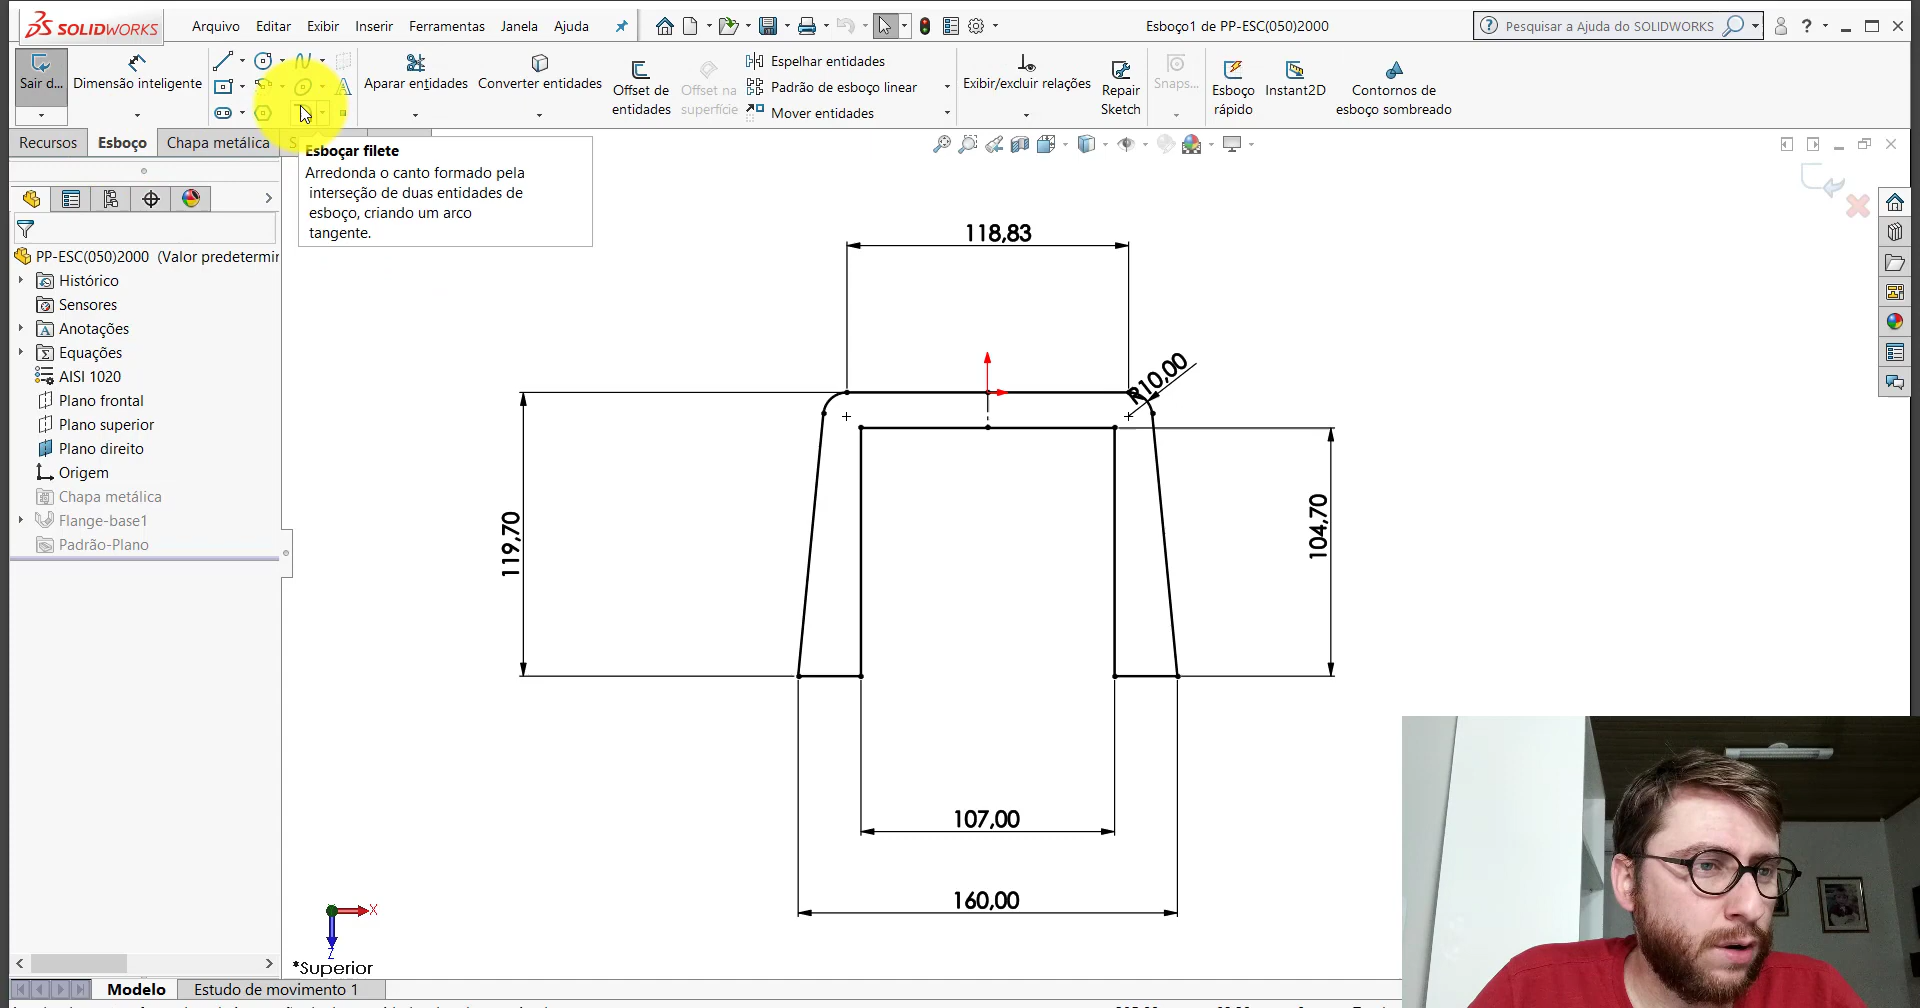 SOLIDWORKS
Arquivo Editar Exibir Inserir Ferramentas Janela Ajuda
Esboço1 de PP-ESC(050)2000
Pesquisar a Ajuda do SOLIDWORKS
?
Sair d...
Dimensão inteligente
Aparar entidades
Converter entidades
Offset de
entidades
Offset na
superfície
Espelhar entidades
Padrão de esboço linear
Mover entidades
Exibir/excluir relações
Repair
Sketch
Snaps...
Esboço
rápido
Instant2D
Contornos de
esboço sombreado
Recursos Esboço Chapa metálica S
Esboçar filete
Arredonda o canto formado pela
interseção de duas entidades de
esboço, criando um arco
tangente.
PP-ESC(050)2000 (Valor predetermir
Histórico
Sensores
Anotações
Equações
AISI 1020
Plano frontal
Plano superior
Plano direito
Origem
Chapa metálica
Flange-base1
Padrão-Plano
118,83
R10,00
119,70
104,70
107,00
160,00
X
Z
*Superior
Modelo Estudo de movimento 1